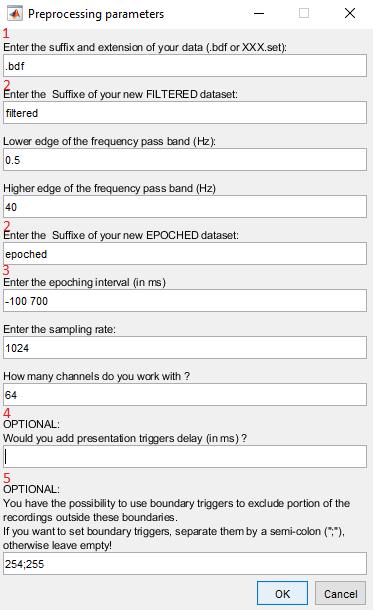 Preprocessing parameters
1
Enter the suffix and extension of your data (.bdf or XXX.set):
.bdf
2
Enter the Suffixe of your new FILTERED dataset:
filtered
Lower edge of the frequency pass band (Hz):
0.5
Higher edge of the frequency pass band (Hz)
40
2
Enter the Suffixe of your new EPOCHED dataset:
epoched
3
Enter the epoching interval (in ms)
-100 700
Enter the sampling rate:
1024
How many channels do you work with ?
64
4
OPTIONAL:
Would you add presentation triggers delay (in ms) ?
5
OPTIONAL:
You have the possibility to use boundary triggers to exclude portion of the
recordings outside these boundaries.
If you want to set boundary triggers, separate them by a semi-colon (";"),
otherwise leave empty!
254;255
OK Cancel